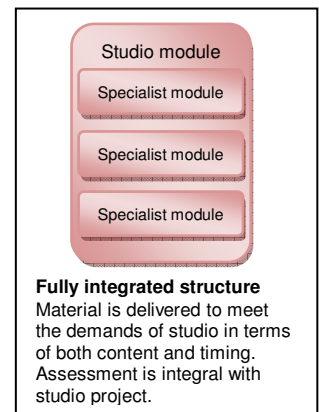 Studio module
Specialist module
Specialist module
Specialist module
Fully integrated structure
Material is delivered to meet
the demands of studio in terms
of both content and timing.
Assessment is integral with
studio project.